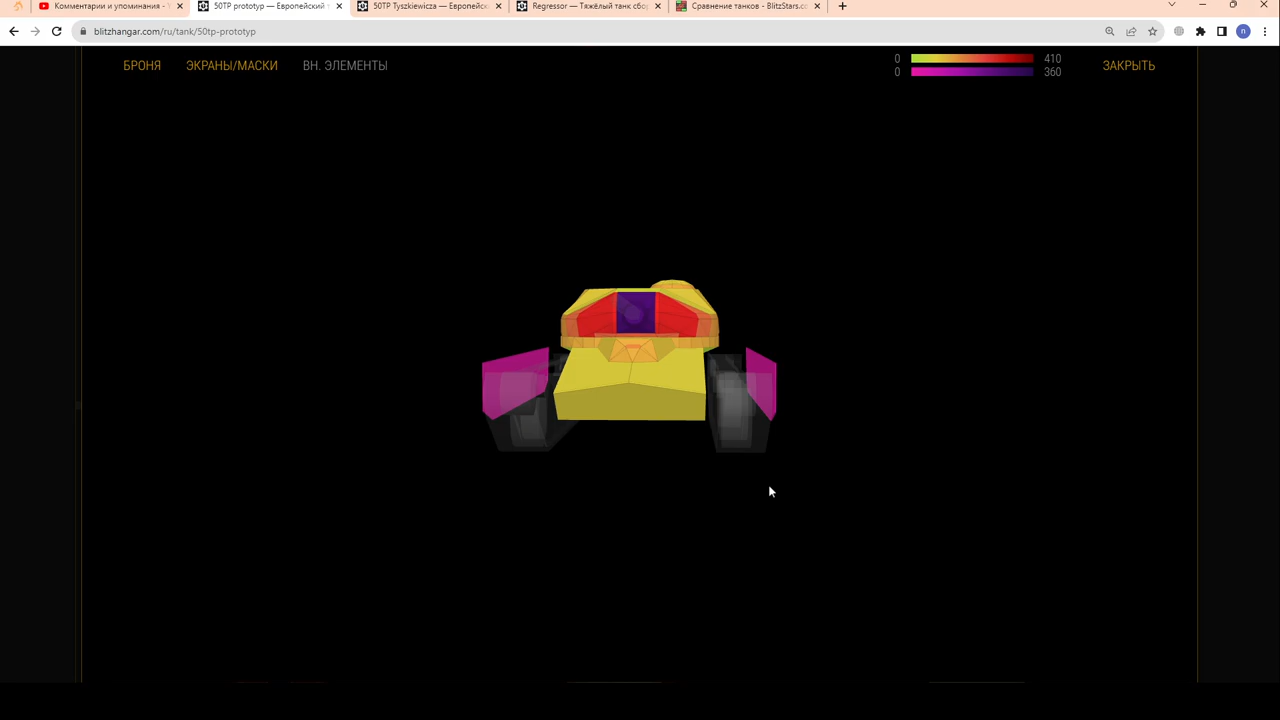 Комментарии и упоминания -
50TP prototyp — Европейский
50TP Tyszkiewicza — Европейс
Regressor — Тяжёлый танк сбор
Сравнение танков - BlitzStars.co
blitzhangar.com/ru/tank/50tp-prototyp
n
БРОНЯ ЭКРАНЫ/МАСКИ ВН. ЭЛЕМЕНТЫ
0 410
0 360
ЗАКРЫТЬ